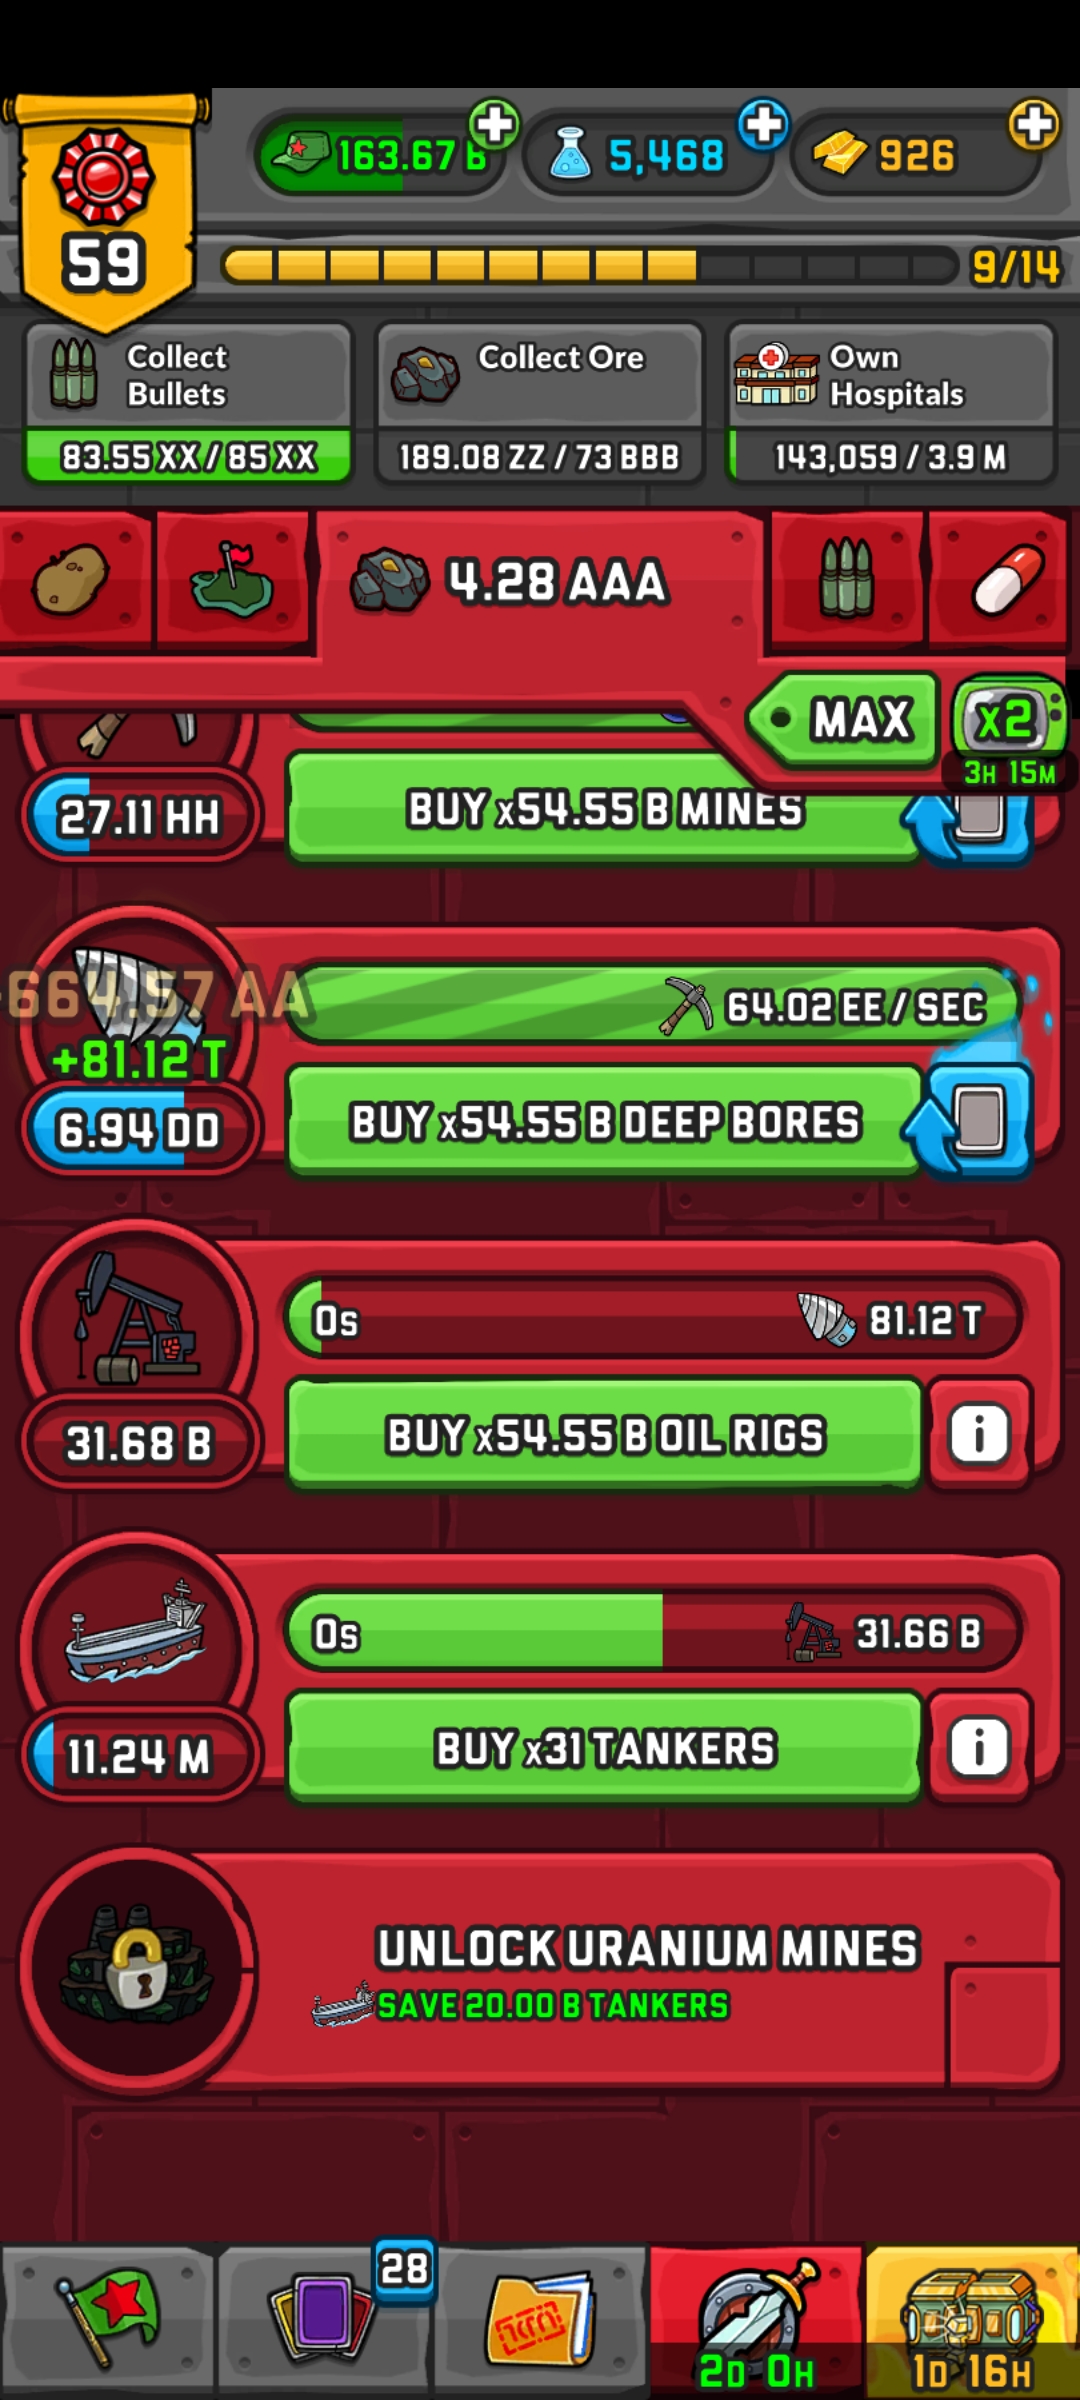 163.67 B
5,468
926
59
9/14
Collect
Bullets
83.55 XX / 85 XX
Collect Ore
189.08 ZZ / 73 BBB
Own
Hospitals
143,059 / 3.9 M
4.28 AAA
MAX
x2
3H 15M
27.11 HH
BUY x54.55 B MINES
-664.57 AA
+81.12 T
6.94 DD
64.02 EE / SEC
BUY x54.55 B DEEP BORES
0s
81.12 T
31.68 B
BUY x54.55 B OIL RIGS
i
0s
31.66 B
11.24 M
BUY x31 TANKERS
i
UNLOCK URANIUM MINES
SAVE 20.00 B TANKERS
28
2D 0H
1D 16H